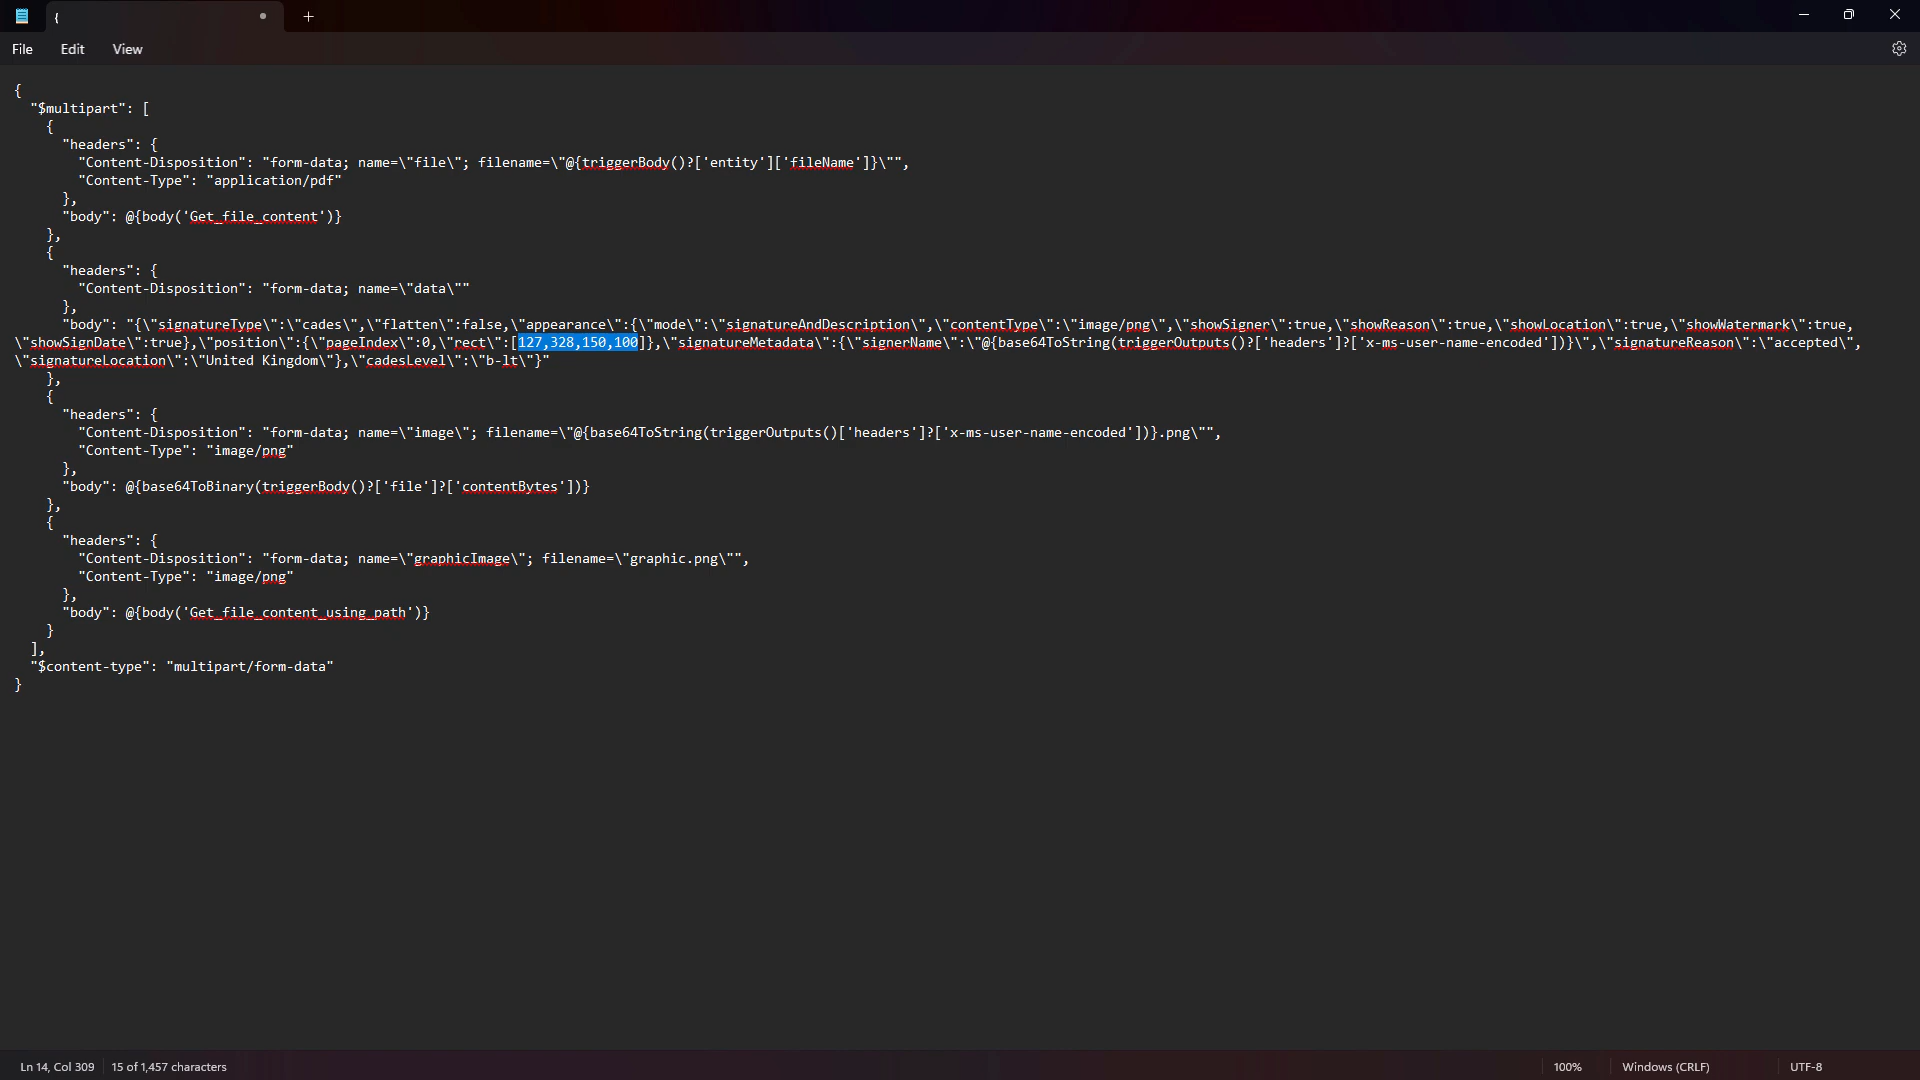 {
File Edit View
{
"$multipart": [
{
"headers": {
"Content-Disposition": "form-data; name=\"file\"; filename=\"@{triggerBody()?['entity']['fileName']}\"",
"Content-Type": "application/pdf"
},
"body": @{body('Get_file_content')}
},
{
"headers": {
"Content-Disposition": "form-data; name=\"data\""
},
"body": "{\"signatureType\":\"cades\",\"flatten\":false,\"appearance\":{\"mode\":\"signatureAndDescription\",\"contentType\":\"image/png\",\"showSigner\":true,\"showReason\":true,\"showLocation\":true,\"showWatermark\":true,
\"showSignDate\":true},\"position\":{\"pageIndex\":0,\"rect\":[127,328,150,100]},\"signatureMetadata\":{\"signerName\":\"@{base64ToString(triggerOutputs()?['headers']?['x-ms-user-name-encoded'])}\",\"signatureReason\":\"accepted\",
\"signatureLocation\":\"United Kingdom\"},\"cadesLevel\":\"b-lt\"}"
},
{
"headers": {
"Content-Disposition": "form-data; name=\"image\"; filename=\"@{base64ToString(triggerOutputs()['headers']?['x-ms-user-name-encoded'])}.png\"",
"Content-Type": "image/png"
},
"body": @{base64ToBinary(triggerBody()?['file']?['contentBytes'])}
},
{
"headers": {
"Content-Disposition": "form-data; name=\"graphicImage\"; filename=\"graphic.png\"",
"Content-Type": "image/png"
},
"body": @{body('Get_file_content_using_path')}
}
],
"$content-type": "multipart/form-data"
}
Ln 14, Col 309 15 of 1,457 characters 100% Windows (CRLF) UTF-8